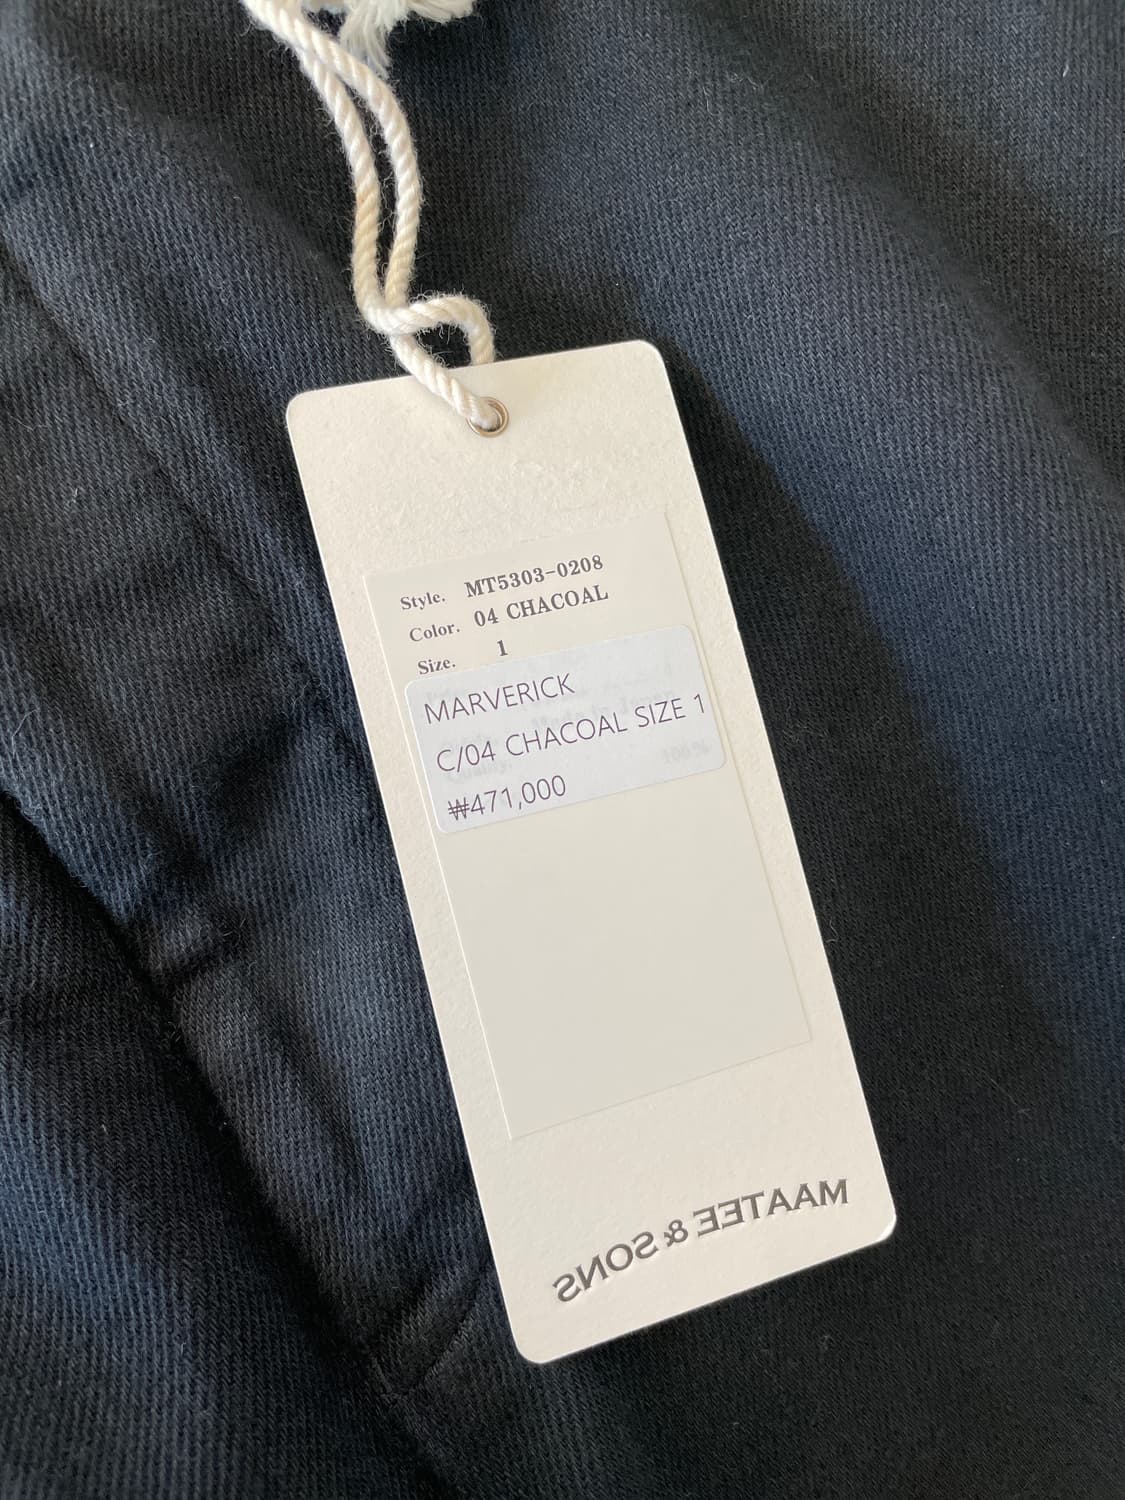 Style. MT5303-0208
Color. 04 CHACOAL
Size. 1
MARVERICK
C/04 CHACOAL SIZE 1
₩471,000
MAATEE & SONS